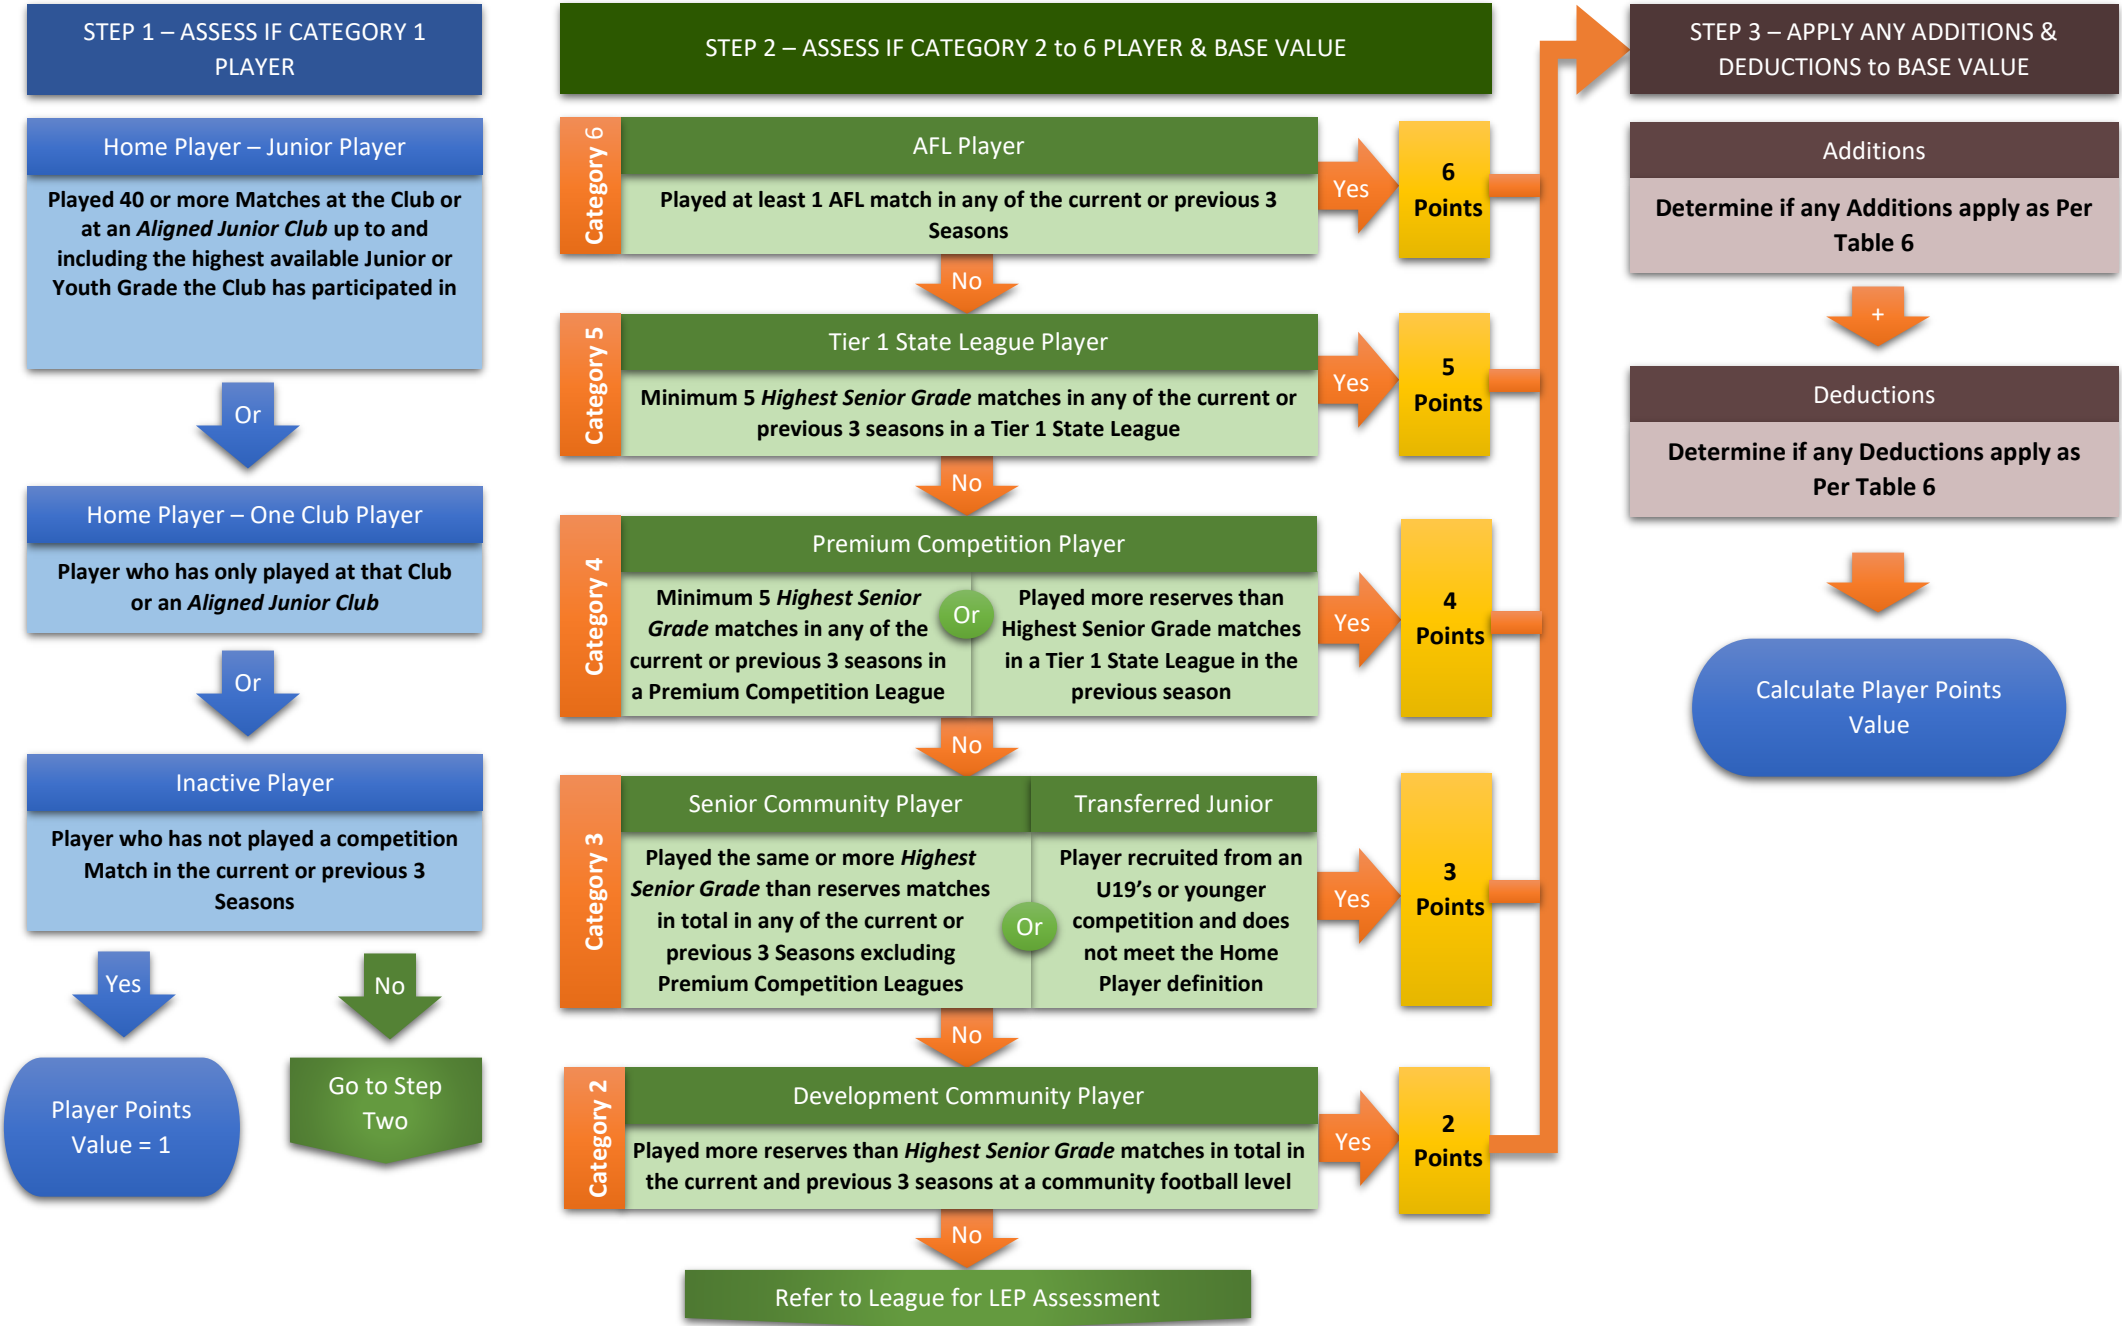 STEP 1 – ASSESS IF CATEGORY 1
PLAYER
Home Player – Junior Player
Played 40 or more Matches at the Club or
at an Aligned Junior Club up to and
including the highest available Junior or
Youth Grade the Club has participated in
Or
Home Player – One Club Player
Player who has only played at that Club
or an Aligned Junior Club
Or
Inactive Player
Player who has not played a competition
Match in the current or previous 3
Seasons
Yes
No
Player Points
Value = 1
Go to Step
Two
STEP 2 – ASSESS IF CATEGORY 2 to 6 PLAYER & BASE VALUE
Category 6
AFL Player
Played at least 1 AFL match in any of the current or previous 3
Seasons
Yes
6
Points
No
Category 5
Tier 1 State League Player
Minimum 5 Highest Senior Grade matches in any of the current or
previous 3 seasons in a Tier 1 State League
Yes
5
Points
No
Category 4
Premium Competition Player
Minimum 5 Highest Senior
Grade matches in any of the
current or previous 3 seasons in
a Premium Competition League
Or
Played more reserves than
Highest Senior Grade matches
in a Tier 1 State League in the
previous season
Yes
4
Points
No
Category 3
Senior Community Player
Played the same or more Highest
Senior Grade than reserves matches
in total in any of the current or
previous 3 Seasons excluding
Premium Competition Leagues
Or
Transferred Junior
Player recruited from an
U19’s or younger
competition and does
not meet the Home
Player definition
Yes
3
Points
No
Category 2
Development Community Player
Played more reserves than Highest Senior Grade matches in total in
the current and previous 3 seasons at a community football level
Yes
2
Points
No
Refer to League for LEP Assessment
STEP 3 – APPLY ANY ADDITIONS &
DEDUCTIONS to BASE VALUE
Additions
Determine if any Additions apply as Per
Table 6
+
Deductions
Determine if any Deductions apply as
Per Table 6
Calculate Player Points
Value